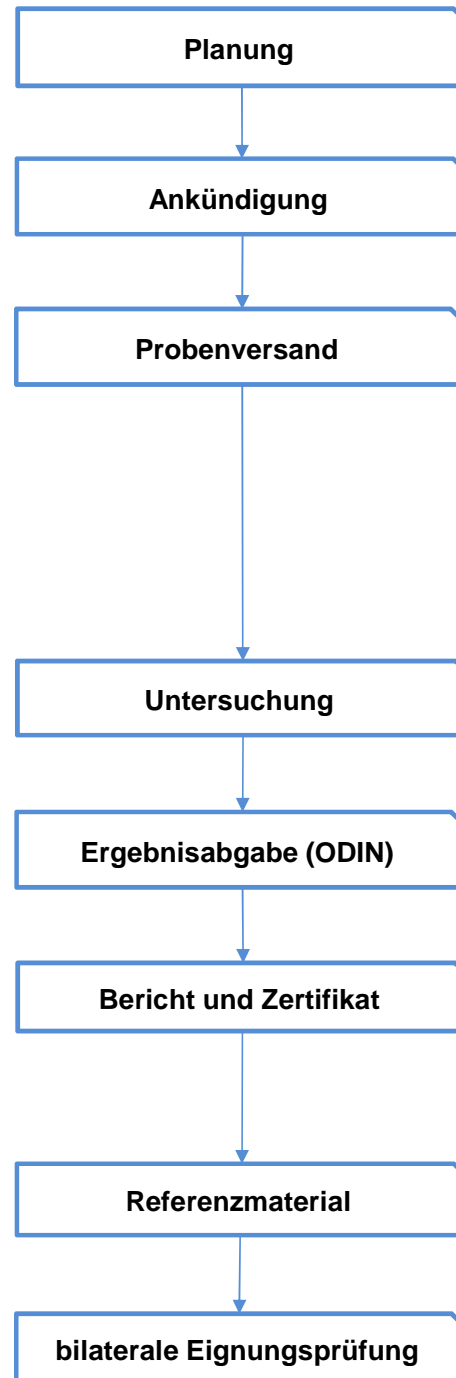 Planung
Ankündigung
Probenversand
Untersuchung
Ergebnisabgabe (ODIN)
Bericht und Zertifikat
Referenzmaterial
bilaterale Eignungsprüfung